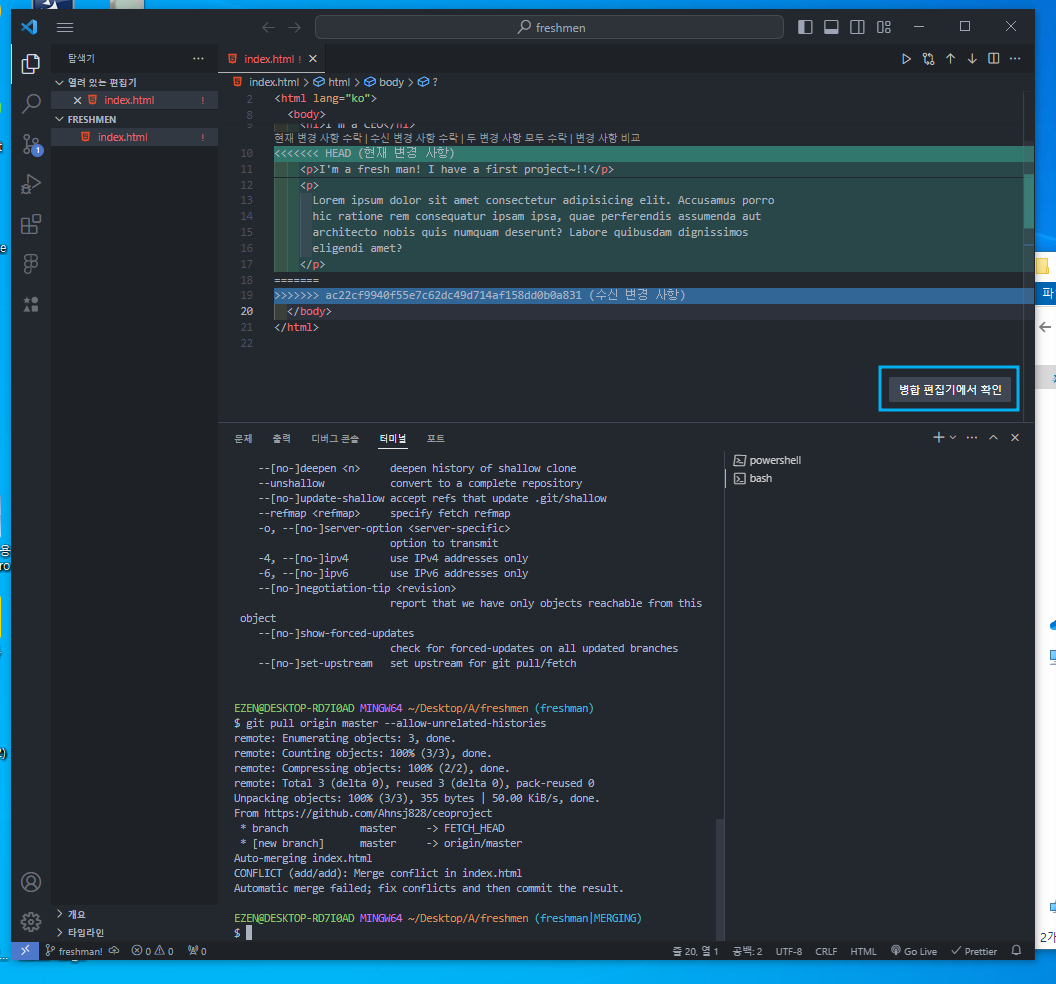 freshmen
탐색기
열려 있는 편집기
index.html !
FRESHMEN
index.html !
index.html !
index.html > html > body > ?
2 <html lang="ko">
8 <body>
9 <h1>I'm a CEO</h1>
현재 변경 사항 수락 | 수신 변경 사항 수락 | 두 변경 사항 모두 수락 | 변경 사항 비교
10 <<<<<<< HEAD (현재 변경 사항)
11 <p>I'm a fresh man! I have a first project~!!</p>
12 <p>
13 Lorem ipsum dolor sit amet consectetur adipisicing elit. Accusamus porro
14 hic ratione rem consequatur ipsam ipsa, quae perferendis assumenda aut
15 architecto nobis quis numquam deserunt? Labore quibusdam dignissimos
16 eligendi amet?
17 </p>
18 =======
19 >>>>>>> ac22cf9940f55e7c62dc49d714af158dd0b0a831 (수신 변경 사항)
20 </body>
21 </html>
22
병합 편집기에서 확인
문제 출력 디버그 콘솔 터미널 포트
powershell
bash
--[no-]deepen <n> deepen history of shallow clone
--unshallow convert to a complete repository
--[no-]update-shallow accept refs that update .git/shallow
--refmap <refmap> specify fetch refmap
-o, --[no-]server-option <server-specific>
option to transmit
-4, --[no-]ipv4 use IPv4 addresses only
-6, --[no-]ipv6 use IPv6 addresses only
--[no-]negotiation-tip <revision>
report that we have only objects reachable from this
object
--[no-]show-forced-updates
check for forced-updates on all updated branches
--[no-]set-upstream set upstream for git pull/fetch
EZEN@DESKTOP-RD7I0AD MINGW64 ~/Desktop/A/freshmen (freshman)
$ git pull origin master --allow-unrelated-histories
remote: Enumerating objects: 3, done.
remote: Counting objects: 100% (3/3), done.
remote: Compressing objects: 100% (2/2), done.
remote: Total 3 (delta 0), reused 3 (delta 0), pack-reused 0
Unpacking objects: 100% (3/3), 355 bytes | 50.00 KiB/s, done.
From https://github.com/Ahnsj828/ceoproject
* branch master -> FETCH_HEAD
* [new branch] master -> origin/master
Auto-merging index.html
CONFLICT (add/add): Merge conflict in index.html
Automatic merge failed; fix conflicts and then commit the result.
EZEN@DESKTOP-RD7I0AD MINGW64 ~/Desktop/A/freshmen (freshman|MERGING)
$
1
개요
타임라인
freshman! 0 0 0 줄 20, 열 1 공백: 2 UTF-8 CRLF HTML Go Live Prettier
파
2개